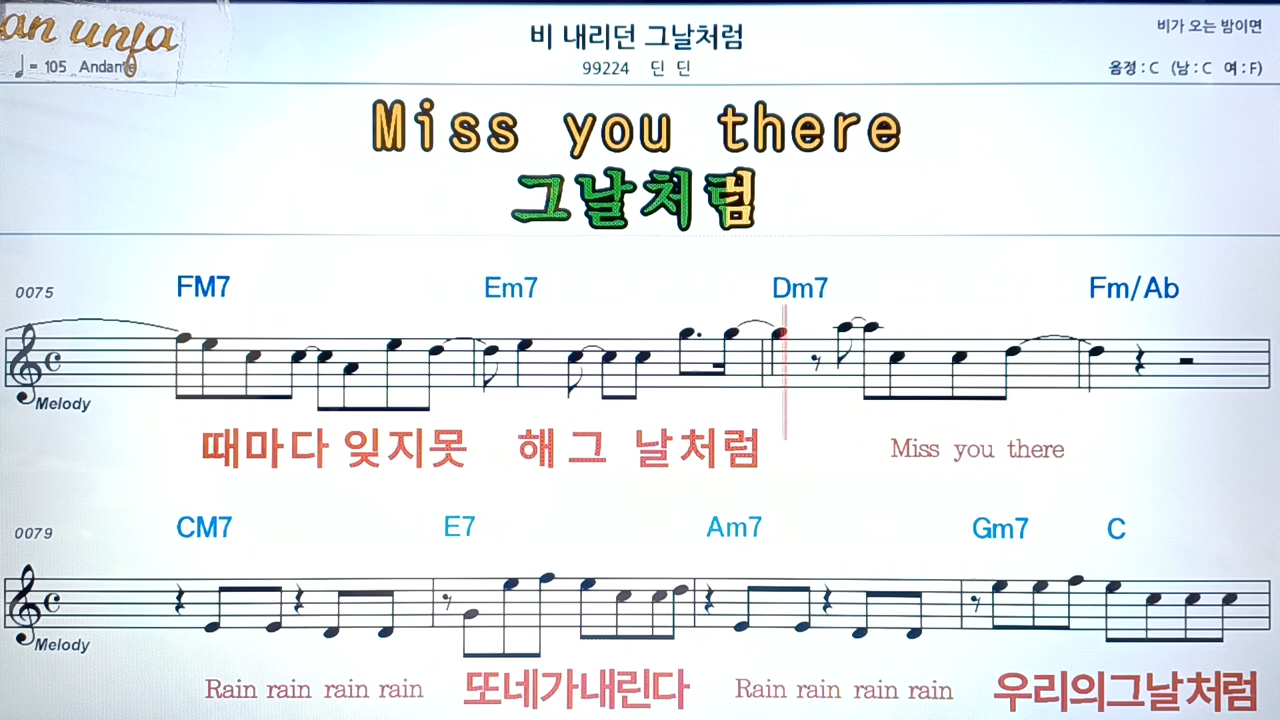 an unfa
비 내리던 그날처럼
비가 오는 밤이면
♩= 105 Andante
99224 딘 딘
음정 : C (남 : C 여 : F)
Miss you there
그날처럼
0075 FM7 Em7 Dm7 Fm/Ab
Melody
때마다 잊지못 해 그 날처럼 Miss you there
0079 CM7 E7 Am7 Gm7 C
Melody
Rain rain rain rain 또네가내린다 Rain rain rain rain 우리의그날처럼